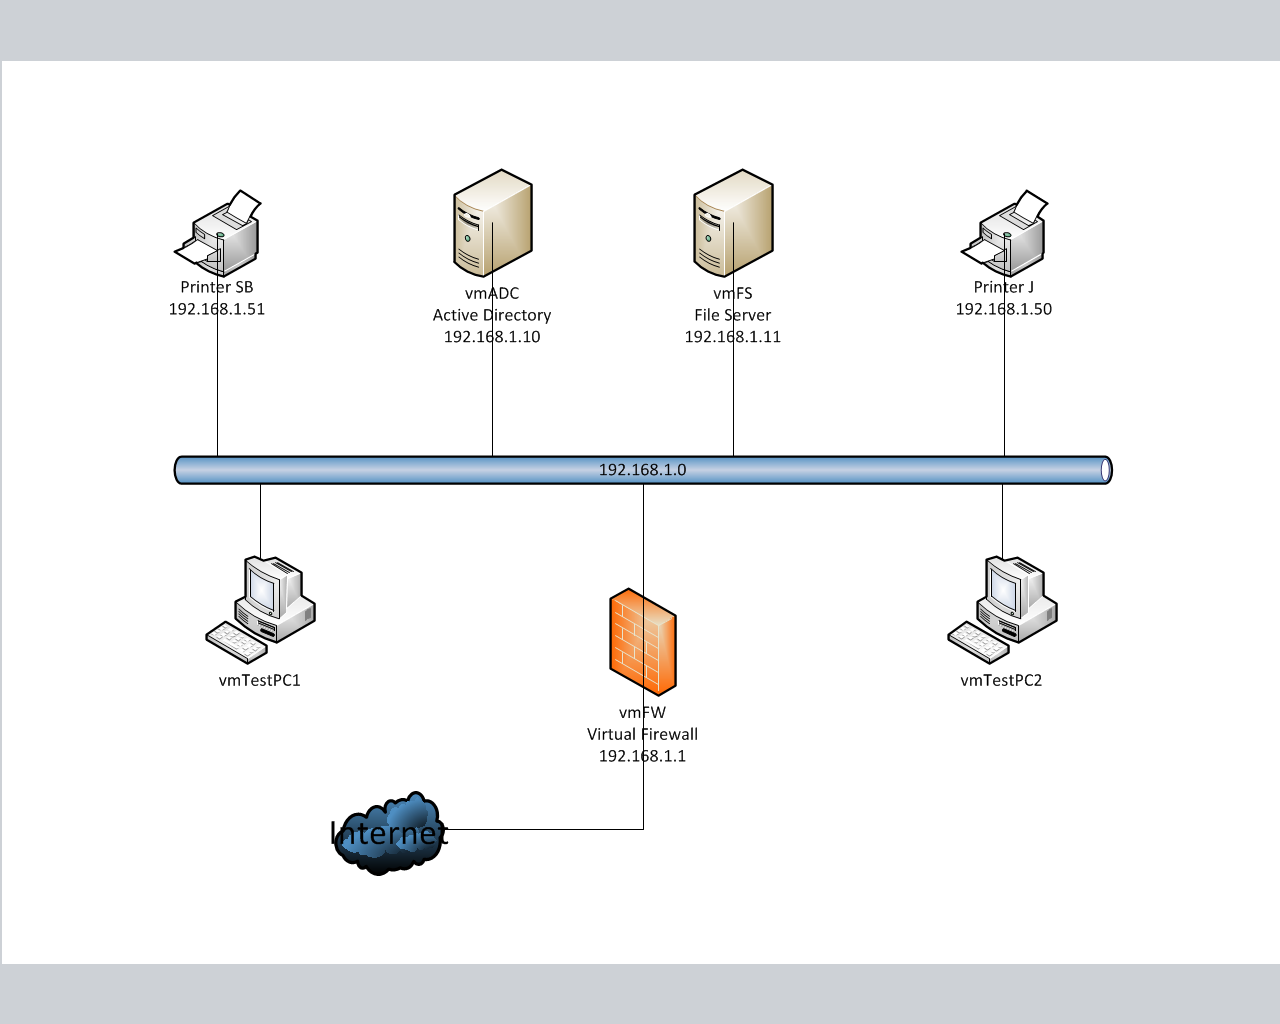 Printer SB
192.168.1.51
vmADC
Active Directory
192.168.1.10
vmFS
File Server
192.168.1.11
Printer J
192.168.1.50
192.168.1.0
vmTestPC1
vmFW
Virtual Firewall
192.168.1.1
vmTestPC2
Internet